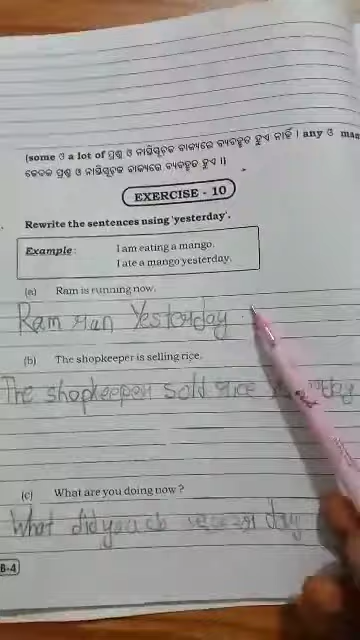 (some ଓ a lot of ପ୍ରଶ୍ନ ଓ ନାସ୍ତିସୂଚକ ବାକ୍ୟରେ ବ୍ୟବହୃତ ହୁଏ ନାହିଁ । any ଓ
କେବଳ ପ୍ରଶ୍ନ ଓ ନାସ୍ତିସୂଚକ ବାକ୍ୟରେ ବ୍ୟବହୃତ ହୁଏ ।)
EXERCISE - 10
Rewrite the sentences using 'yesterday'.
Example : I am eating a mango.
I ate a mango yesterday.
(a) Ram is running now.
Ram ran Yesterday
(b) The shopkeeper is selling rice.
The shopkeeper sold rice
(c) What are you doing now ?
What did you do day
B-4